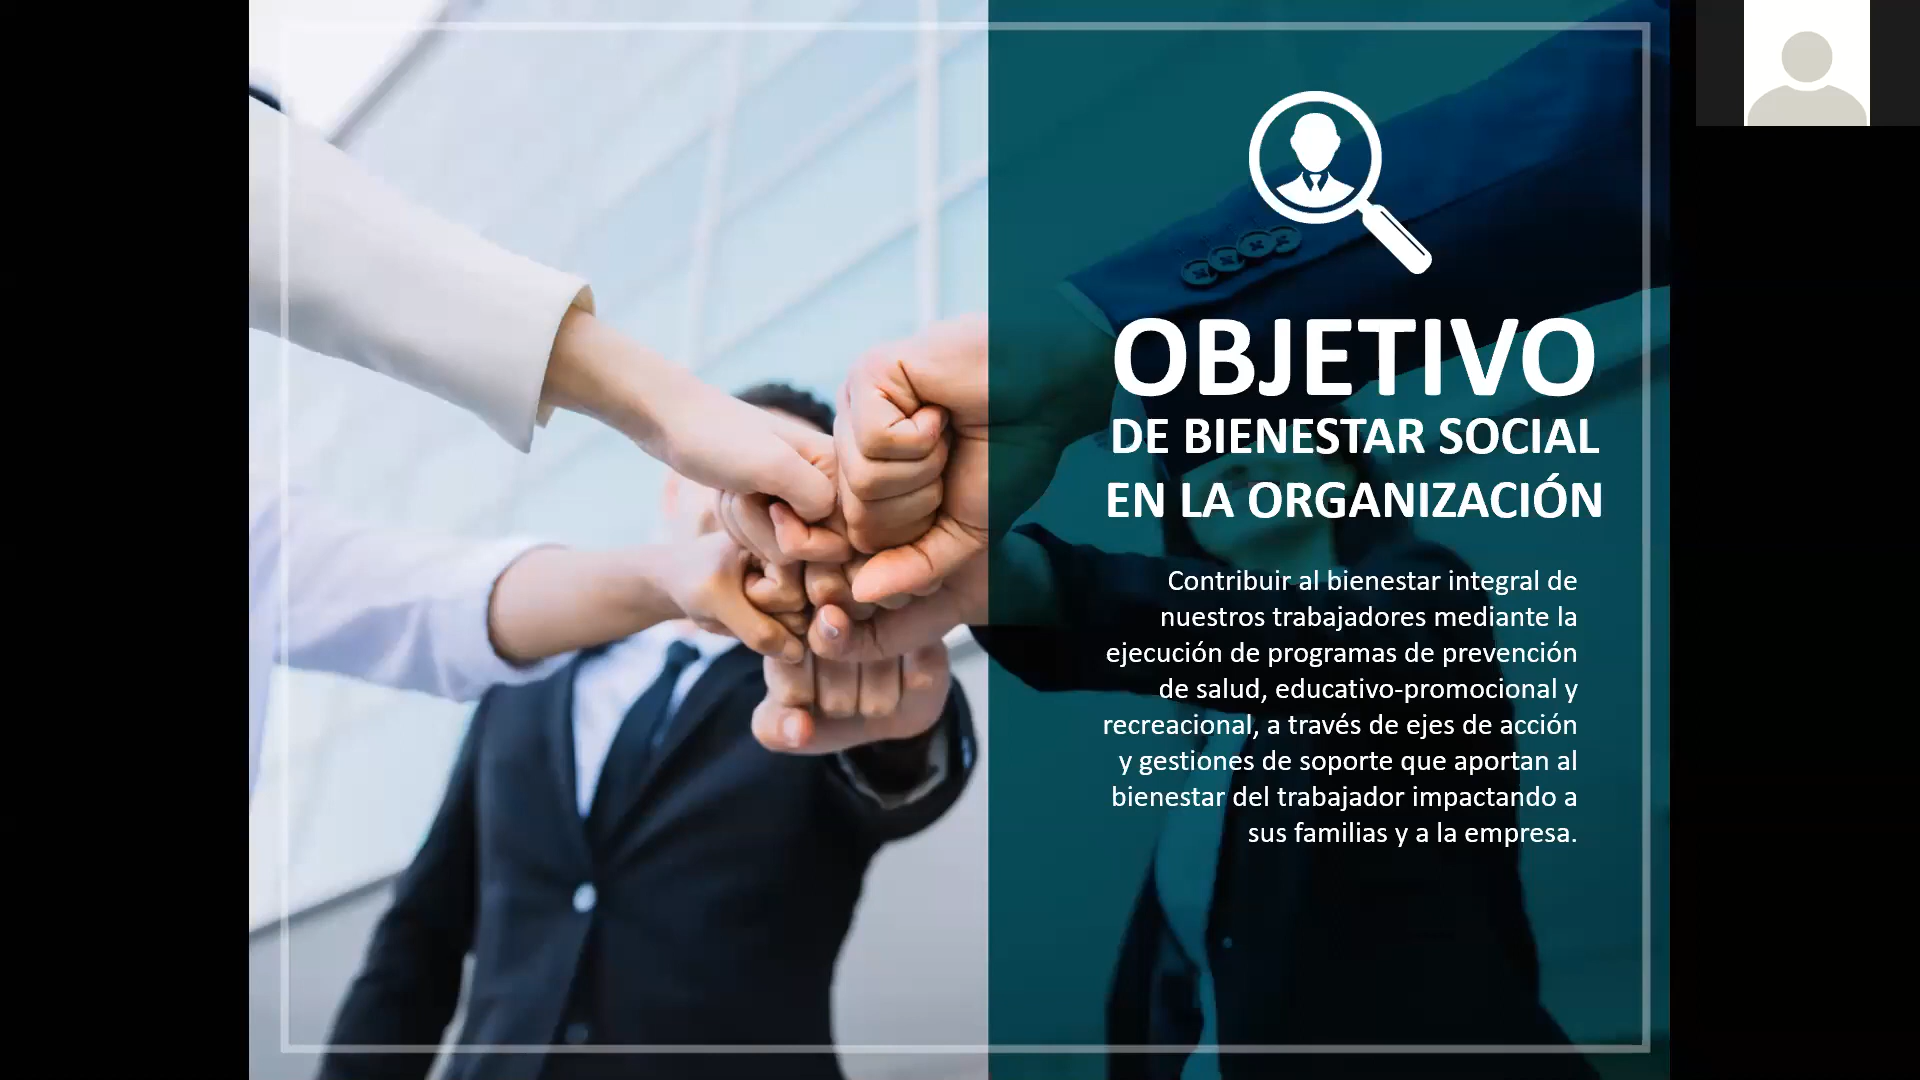 OBJETIVO
DE BIENESTAR SOCIAL
EN LA ORGANIZACIÓN
Contribuir al bienestar integral de
nuestros trabajadores mediante la
ejecución de programas de prevención
de salud, educativo-promocional y
recreacional, a través de ejes de acción
y gestiones de soporte que aportan al
bienestar del trabajador impactando a
sus familias y a la empresa.